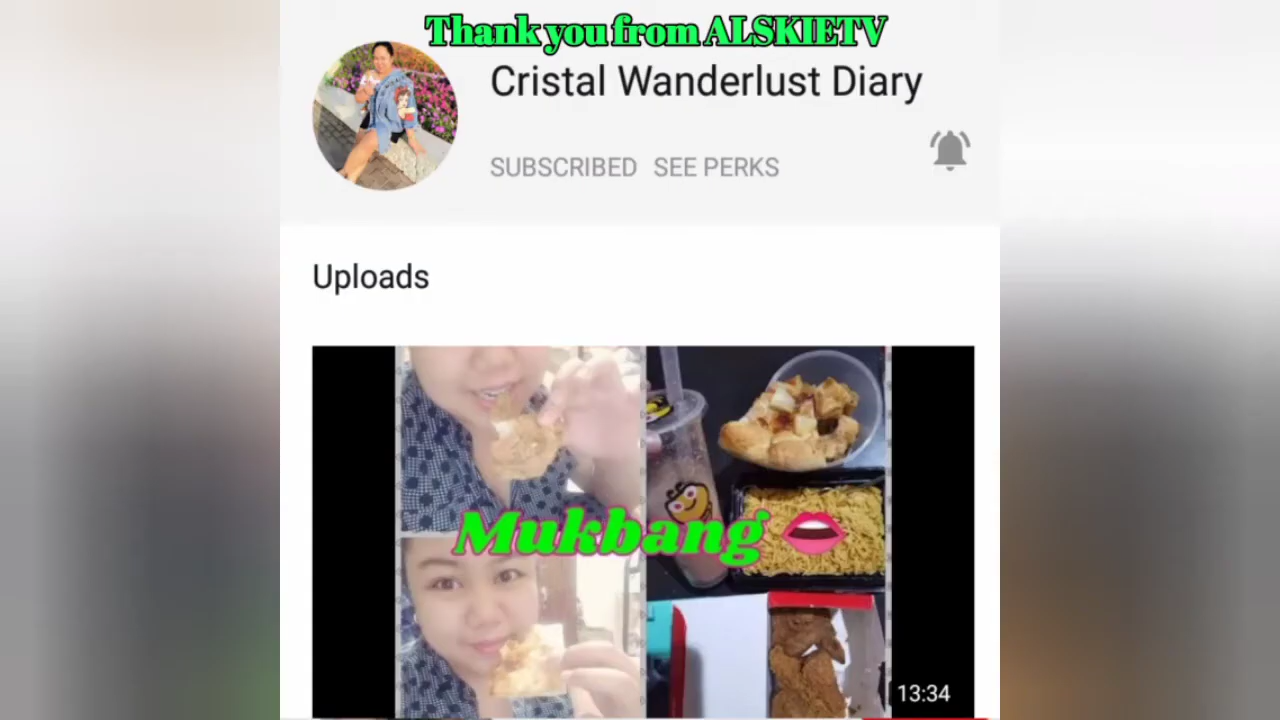 Thank you from ALSKIETV
Cristal Wanderlust Diary
SUBSCRIBED SEE PERKS
Uploads
Mukbang
13:34